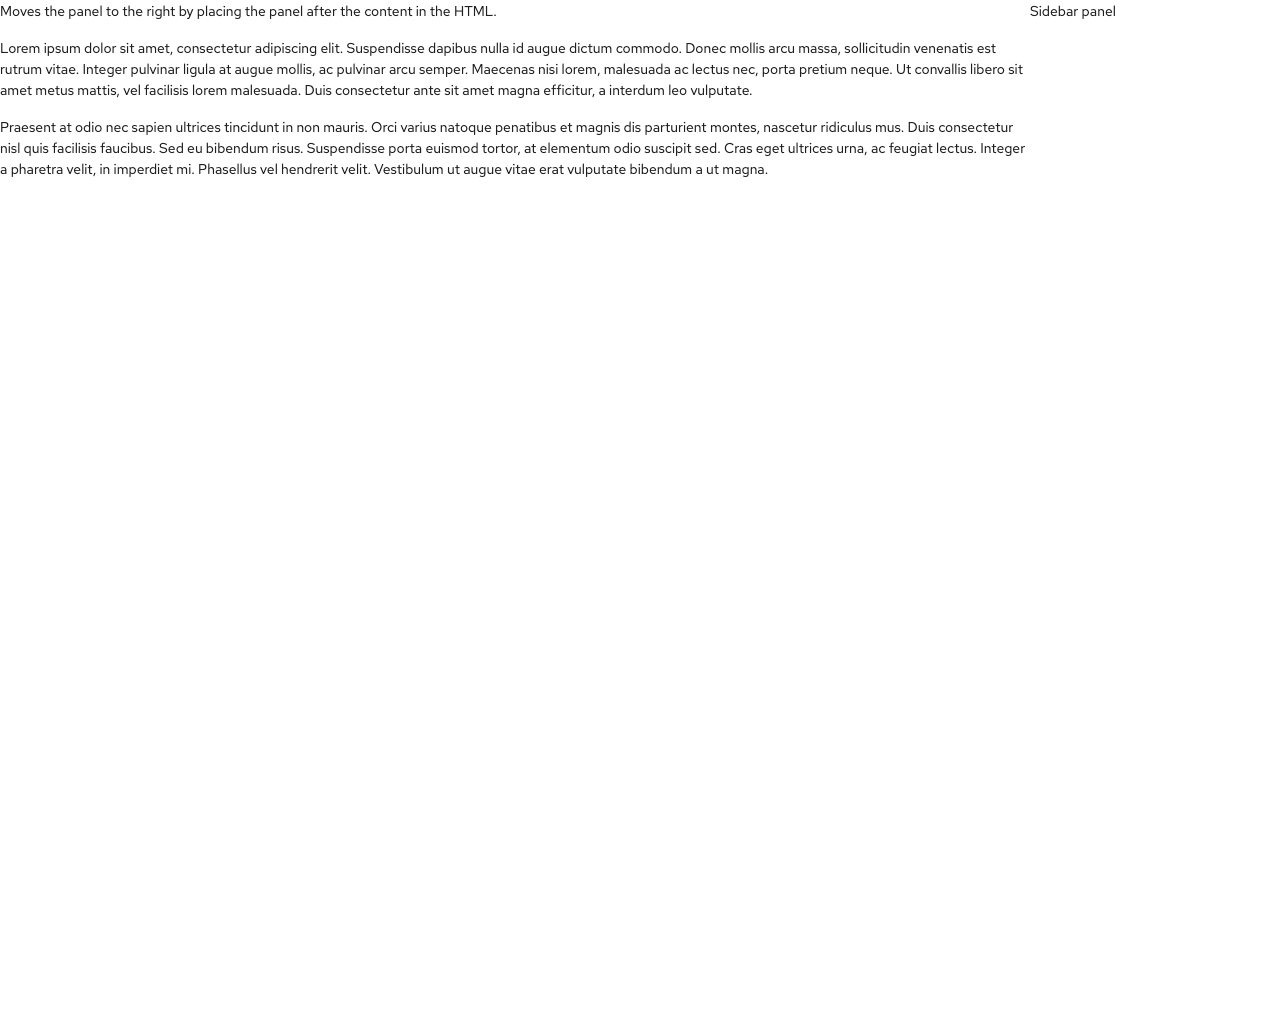 Moves the panel to the right by placing the panel after the content in the HTML.
Lorem ipsum dolor sit amet, consectetur adipiscing elit. Suspendisse dapibus nulla id augue dictum commodo. Donec mollis arcu massa, sollicitudin venenatis est
rutrum vitae. Integer pulvinar ligula at augue mollis, ac pulvinar arcu semper. Maecenas nisi lorem, malesuada ac lectus nec, porta pretium neque. Ut convallis libero sit
amet metus mattis, vel facilisis lorem malesuada. Duis consectetur ante sit amet magna efficitur, a interdum leo vulputate.
Praesent at odio nec sapien ultrices tincidunt in non mauris. Orci varius natoque penatibus et magnis dis parturient montes, nascetur ridiculus mus. Duis consectetur
nisl quis facilisis faucibus. Sed eu bibendum risus. Suspendisse porta euismod tortor, at elementum odio suscipit sed. Cras eget ultrices urna, ac feugiat lectus. Integer
a pharetra velit, in imperdiet mi. Phasellus vel hendrerit velit. Vestibulum ut augue vitae erat vulputate bibendum a ut magna.
Sidebar panel